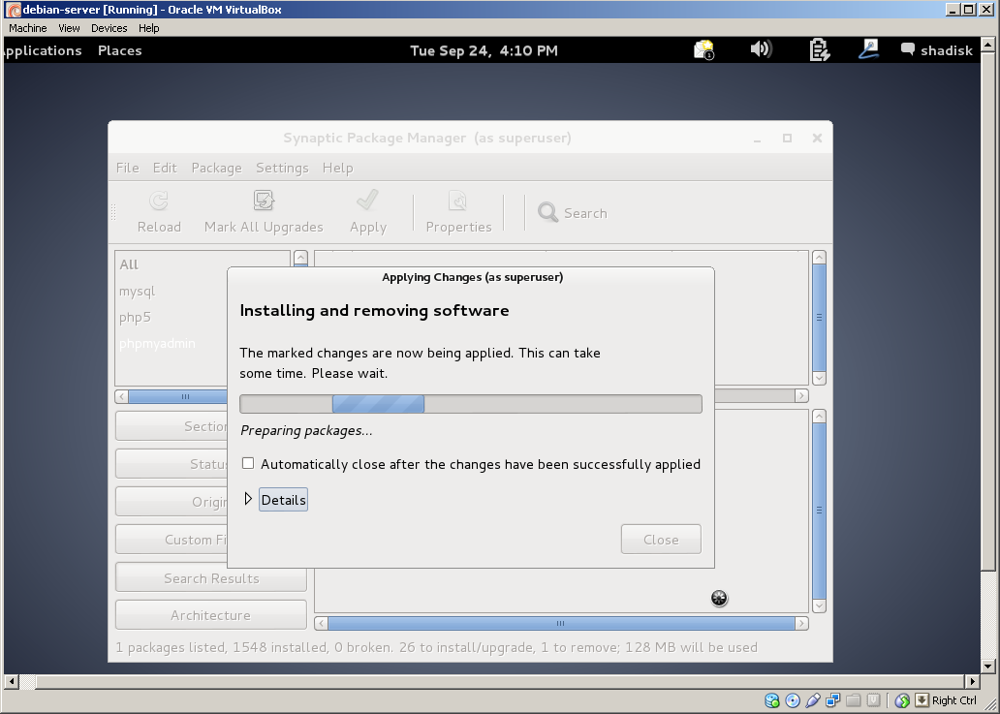 debian-server [Running] - Oracle VM VirtualBox
Machine View Devices Help
pplications Places Tue Sep 24, 4:10 PM 1 shadisk
Synaptic Package Manager (as superuser)
File Edit Package Settings Help
Reload Mark All Upgrades Apply Properties Search
All
mysql
php5
phpmyadmin
Applying Changes (as superuser)
Installing and removing software
The marked changes are now being applied. This can take
some time. Please wait.
Preparing packages...
Automatically close after the changes have been successfully applied
Details
Close
Section
Status
Origin
Custom Fi
Search Results
Architecture
1 packages listed, 1548 installed, 0 broken. 26 to install/upgrade, 1 to remove; 128 MB will be used
Right Ctrl